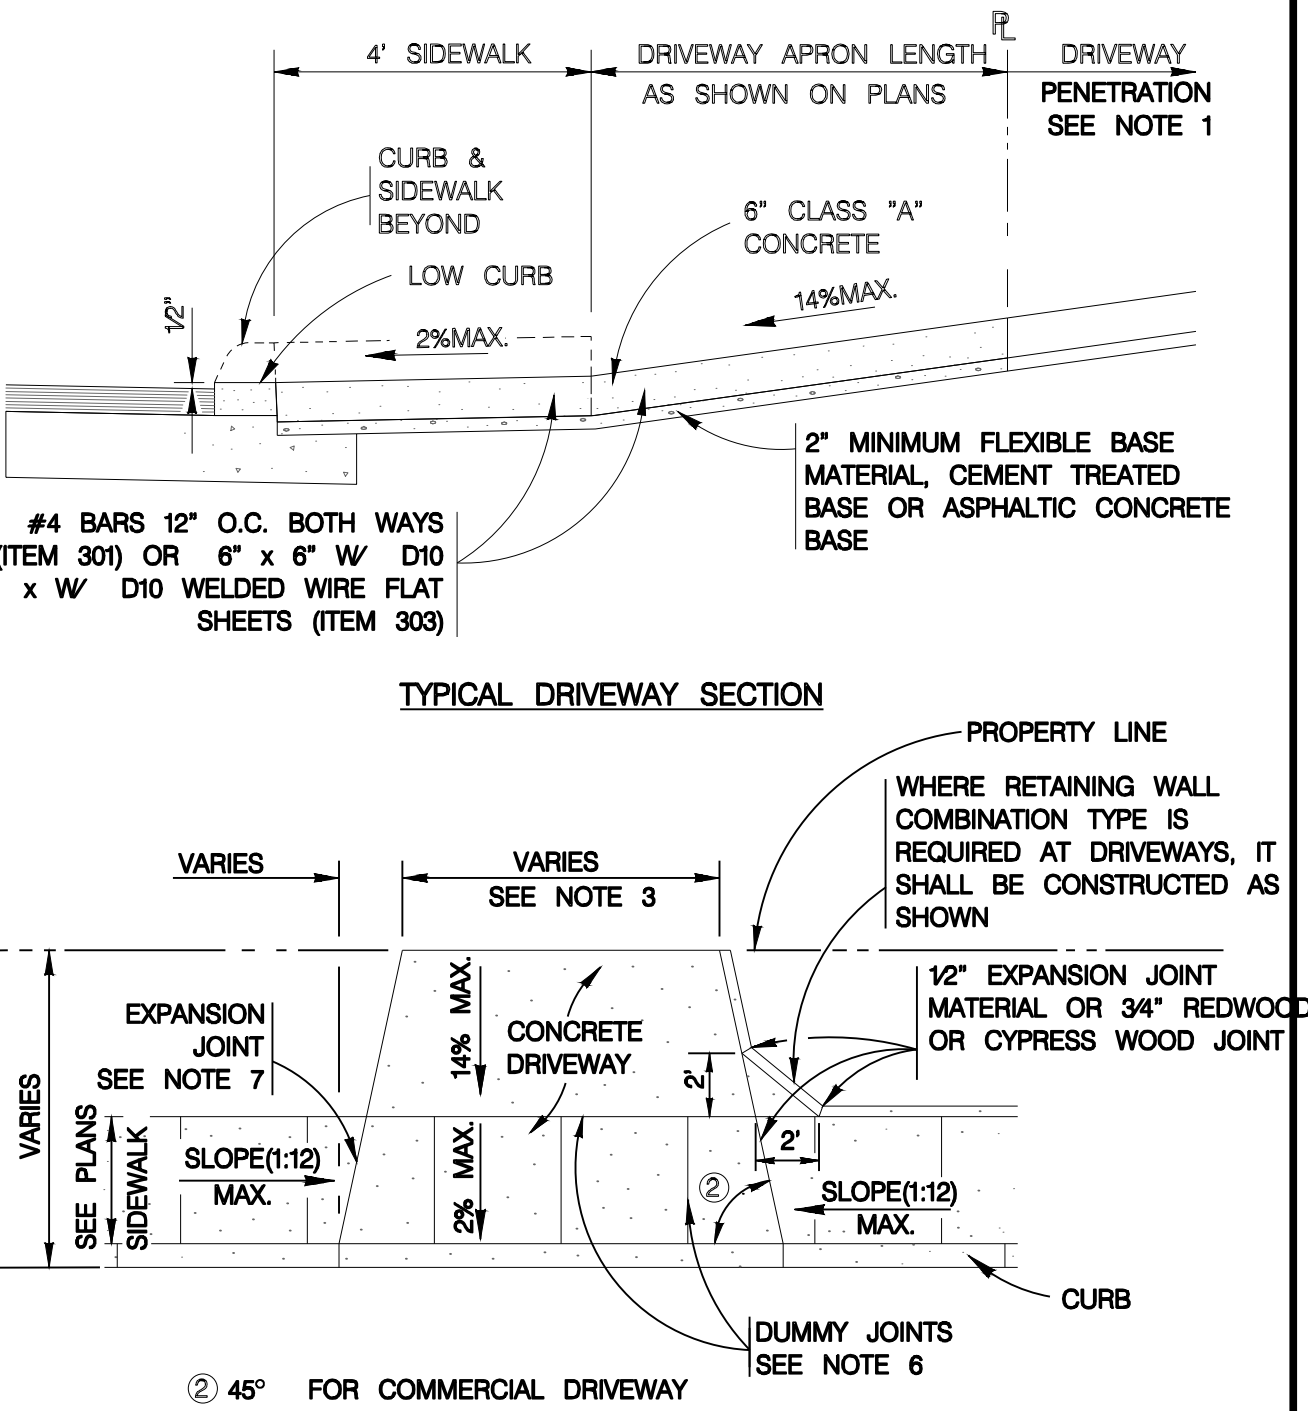 PL
4' SIDEWALK
DRIVEWAY APRON LENGTH
AS SHOWN ON PLANS
DRIVEWAY
PENETRATION
SEE NOTE 1
CURB &
SIDEWALK
BEYOND
6" CLASS "A"
CONCRETE
LOW CURB
14%MAX.
1/2"
2%MAX.
2" MINIMUM FLEXIBLE BASE
MATERIAL, CEMENT TREATED
BASE OR ASPHALTIC CONCRETE
BASE
#4 BARS 12" O.C. BOTH WAYS
(ITEM 301) OR 6" x 6" W/ D10
x W/ D10 WELDED WIRE FLAT
SHEETS (ITEM 303)
TYPICAL DRIVEWAY SECTION
PROPERTY LINE
WHERE RETAINING WALL
COMBINATION TYPE IS
REQUIRED AT DRIVEWAYS, IT
SHALL BE CONSTRUCTED AS
SHOWN
VARIES
VARIES
SEE NOTE 3
1/2" EXPANSION JOINT
MATERIAL OR 3/4" REDWOOD
OR CYPRESS WOOD JOINT
EXPANSION
JOINT
SEE NOTE 7
14% MAX.
CONCRETE
DRIVEWAY
2'
VARIES
SEE PLANS
SIDEWALK
SLOPE(1:12)
MAX.
2% MAX.
2'
2
SLOPE(1:12)
MAX.
CURB
DUMMY JOINTS
SEE NOTE 6
2 45° FOR COMMERCIAL DRIVEWAY